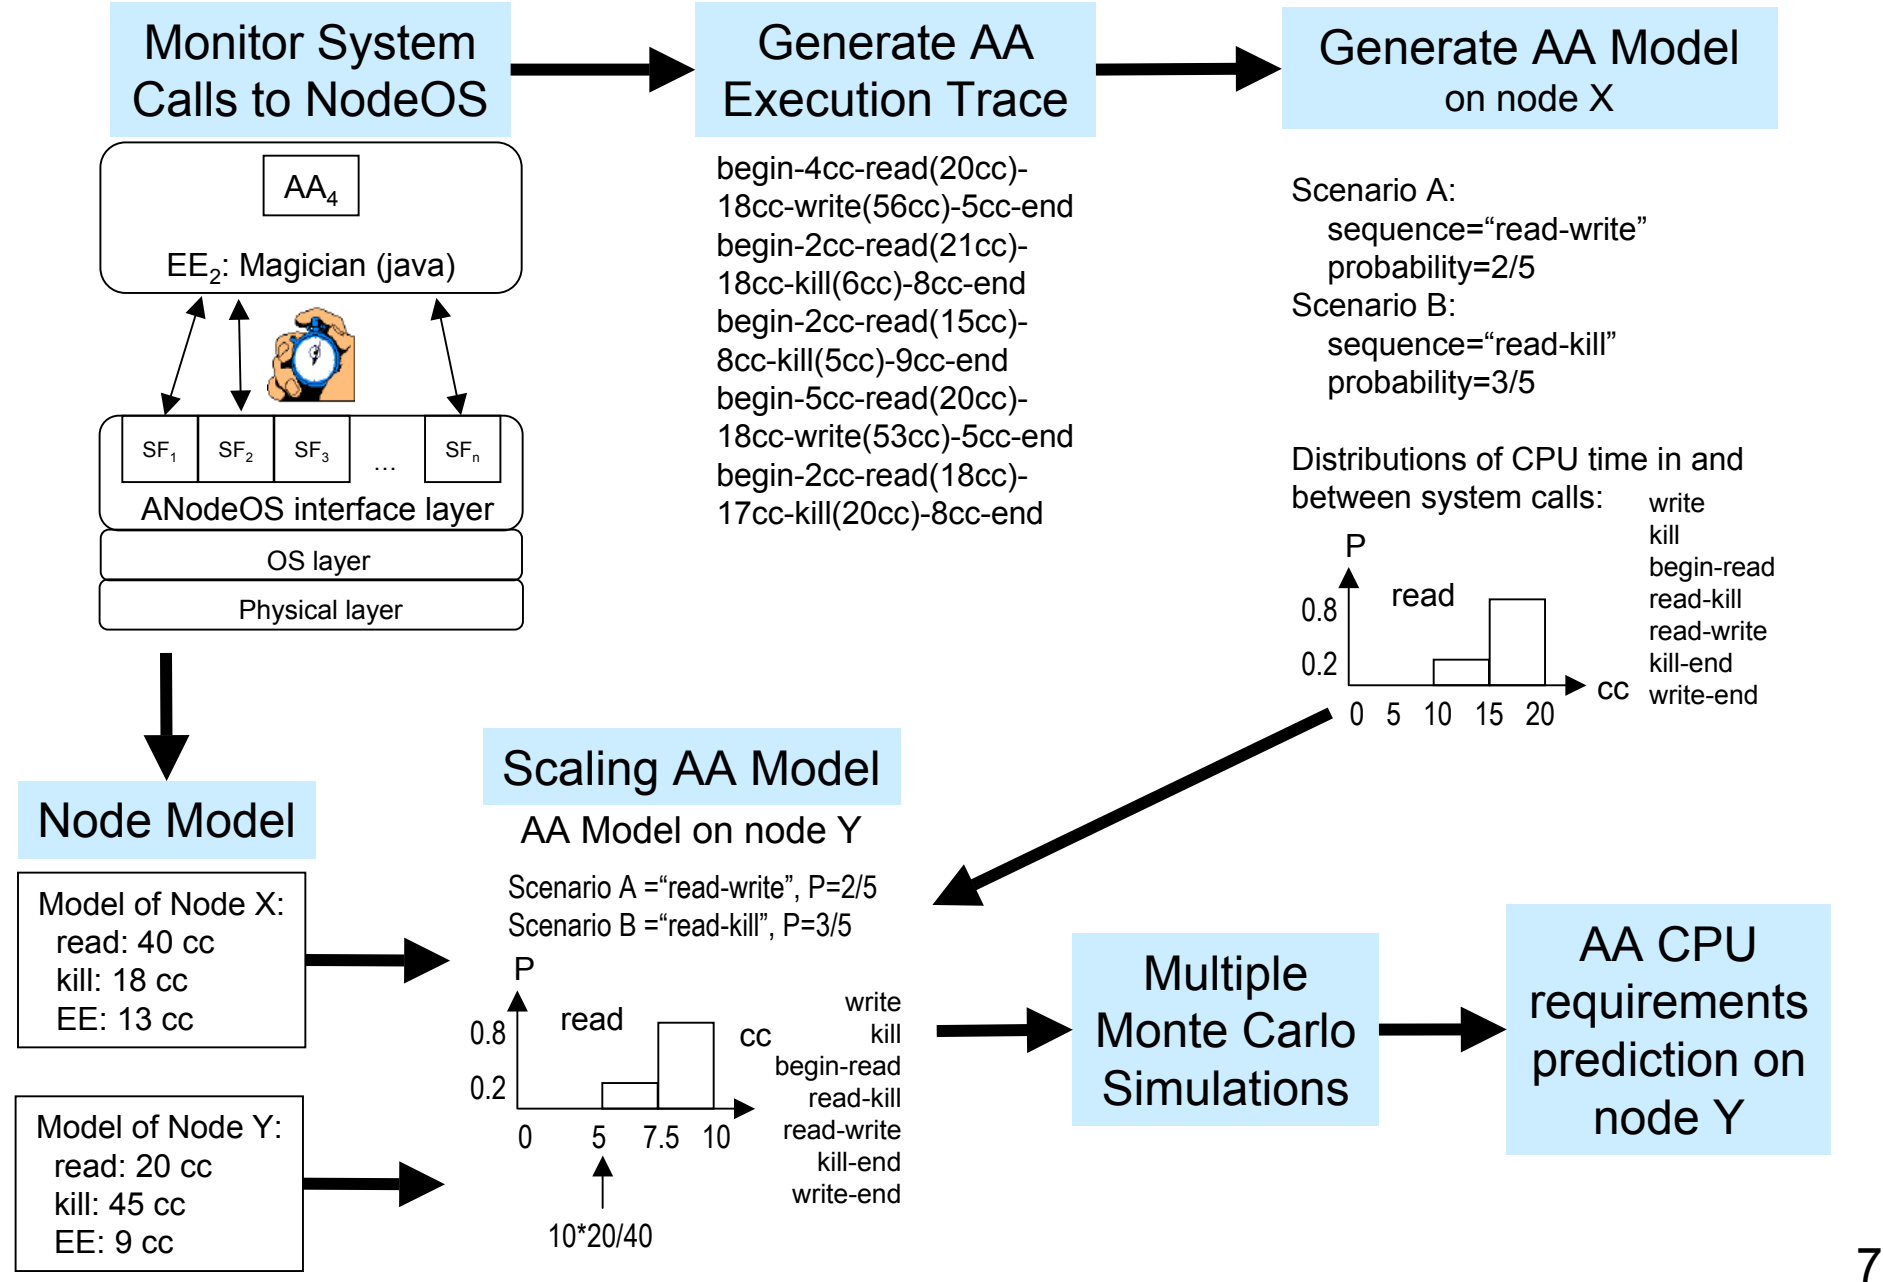 Monitor System
Calls to NodeOS
Generate AA
Execution Trace
Generate AA Model
on node X
AA4
EE2: Magician (java)
SF1
SF2
SF3
...
SFn
ANodeOS interface layer
OS layer
Physical layer
begin-4cc-read(20cc)-
18cc-write(56cc)-5cc-end
begin-2cc-read(21cc)-
18cc-kill(6cc)-8cc-end
begin-2cc-read(15cc)-
8cc-kill(5cc)-9cc-end
begin-5cc-read(20cc)-
18cc-write(53cc)-5cc-end
begin-2cc-read(18cc)-
17cc-kill(20cc)-8cc-end
Scenario A:
sequence=“read-write”
probability=2/5
Scenario B:
sequence=“read-kill”
probability=3/5
Distributions of CPU time in and
between system calls:
P
read
0.8
0.2
0 5 10 15 20
cc
write
kill
begin-read
read-kill
read-write
kill-end
write-end
Node Model
Model of Node X:
read: 40 cc
kill: 18 cc
EE: 13 cc
Model of Node Y:
read: 20 cc
kill: 45 cc
EE: 9 cc
Scaling AA Model
AA Model on node Y
Scenario A =“read-write”, P=2/5
Scenario B =“read-kill”, P=3/5
P
read
0.8
0.2
cc
0 5 7.5 10
10*20/40
write
kill
begin-read
read-kill
read-write
kill-end
write-end
Multiple
Monte Carlo
Simulations
AA CPU
requirements
prediction on
node Y
7